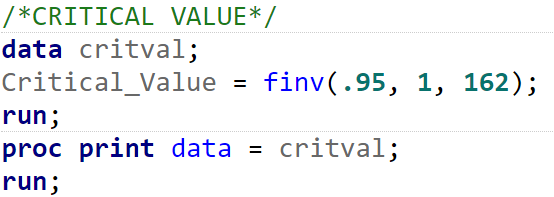 /*CRITICAL VALUE*/
data critval;
Critical_Value = finv(.95, 1, 162);
run;
proc print data = critval;
run;